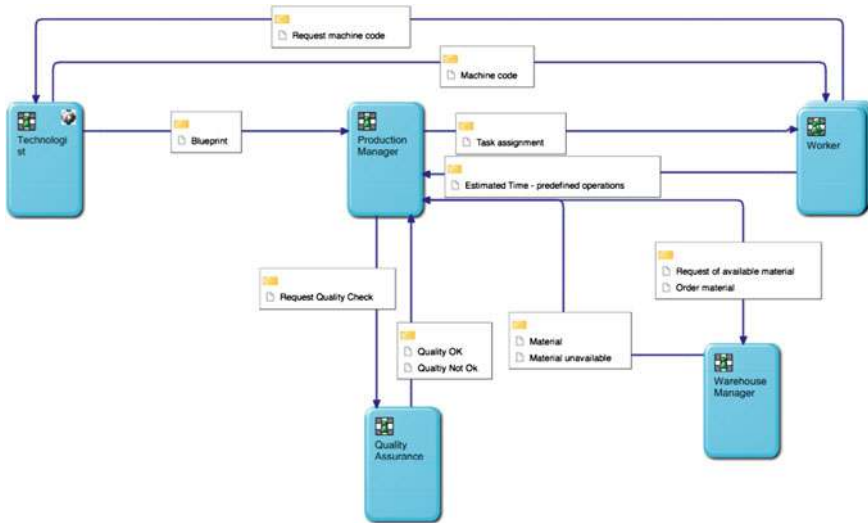 Request machine code
Machine code
Technologi
st
Blueprint
Production
Manager
Task assignment
Worker
Estimated Time - predefined operations
Request Quality Check
Request of available material
Order material
Quality OK
Qualtiy Not Ok
Material
Material unavailable
Warehouse
Manager
Quality
Assurance